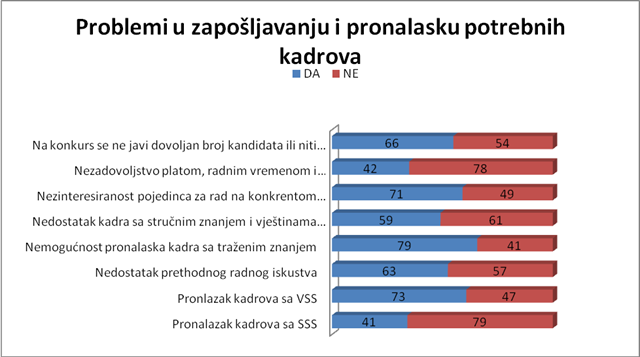 Problemi u zapošljavanju i pronalasku potrebnih
kadrova
DA NE
Na konkurs se ne javi dovoljan broj kandidata ili niti... 66 54
Nezadovoljstvo platom, radnim vremenom i ... 42 78
Nezinteresiranost pojedinca za rad na konkrentom ... 71 49
Nedostatak kadra sa stručnim znanjem i vještinama... 59 61
Nemogućnost pronalaska kadra sa traženim znanjem 79 41
Nedostatak prethodnog radnog iskustva 63 57
Pronlazak kadrova sa VSS 73 47
Pronalazak kadrova sa SSS 41 79